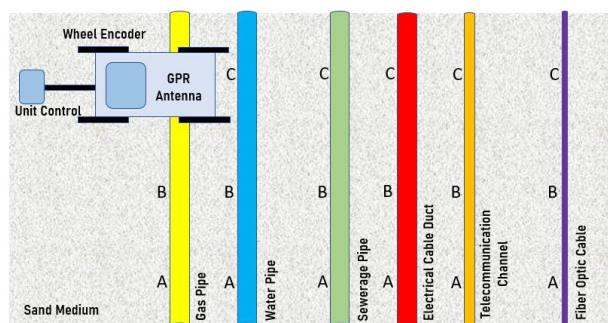 Wheel Encoder
GPR
Antenna
Unit Control
C
C
C
C
C
B
B
B
B
B
B
A
A
A
A
A
A
Gas Pipe
Water Pipe
Sewerage Pipe
Electrical Cable Duct
Telecommunication
Channel
Fiber Optic Cable
Sand Medium